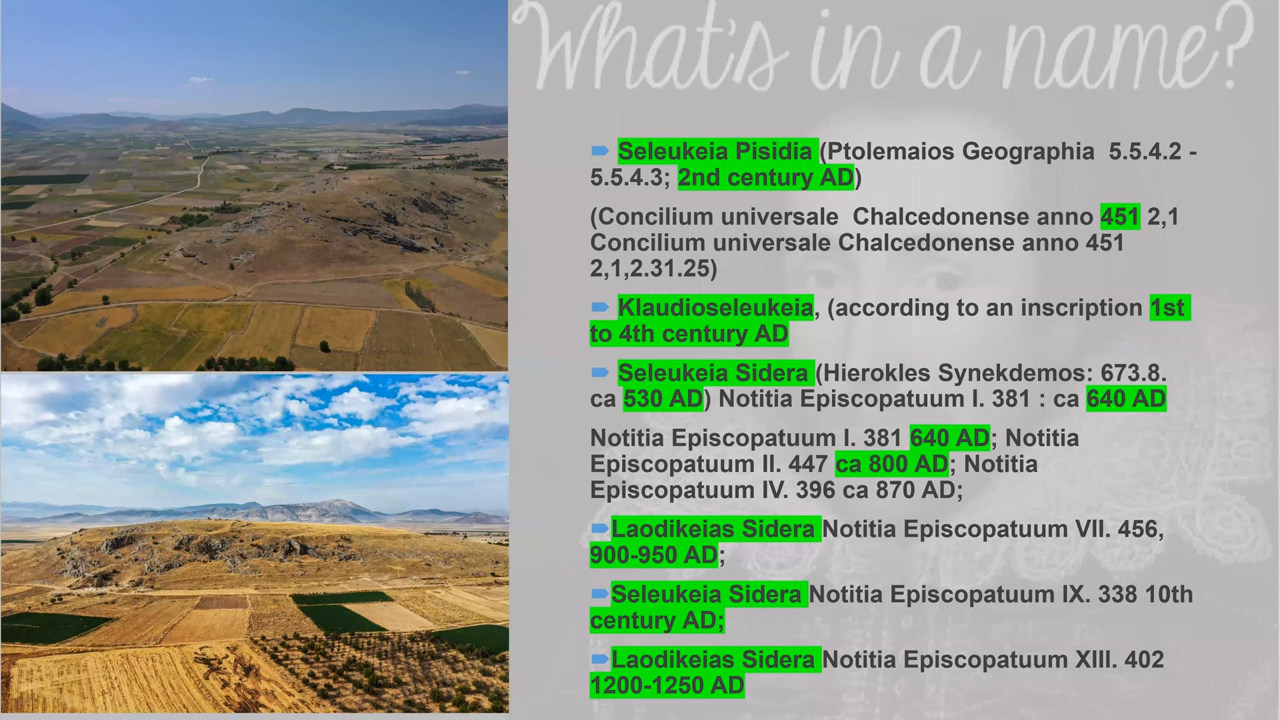 What's in a name?
Seleukeia Pisidia (Ptolemaios Geographia 5.5.4.2 -
5.5.4.3; 2nd century AD)
(Concilium universale Chalcedonense anno 451 2,1
Concilium universale Chalcedonense anno 451
2,1,2.31.25)
Klaudioseleukeia, (according to an inscription 1st
to 4th century AD
Seleukeia Sidera (Hierokles Synekdemos: 673.8.
ca 530 AD) Notitia Episcopatuum I. 381 : ca 640 AD
Notitia Episcopatuum I. 381 640 AD; Notitia
Episcopatuum II. 447 ca 800 AD; Notitia
Episcopatuum IV. 396 ca 870 AD;
Laodikeias Sidera Notitia Episcopatuum VII. 456,
900-950 AD;
Seleukeia Sidera Notitia Episcopatuum IX. 338 10th
century AD;
Laodikeias Sidera Notitia Episcopatuum XIII. 402
1200-1250 AD